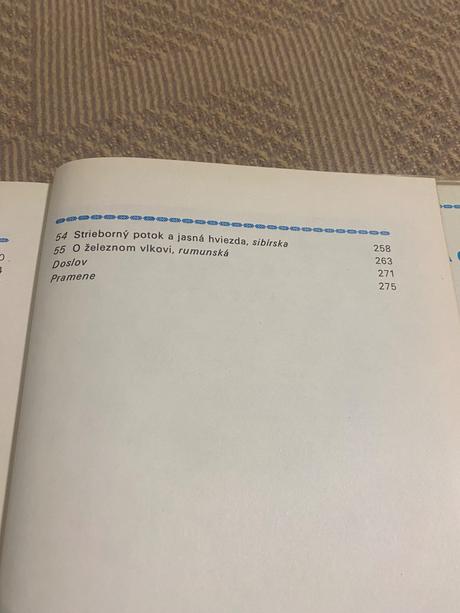 54 Strieborný potok a jasná hviezda, sibírska 258
55 O železnom vlkovi, rumunská 263
Doslov 271
Pramene 275